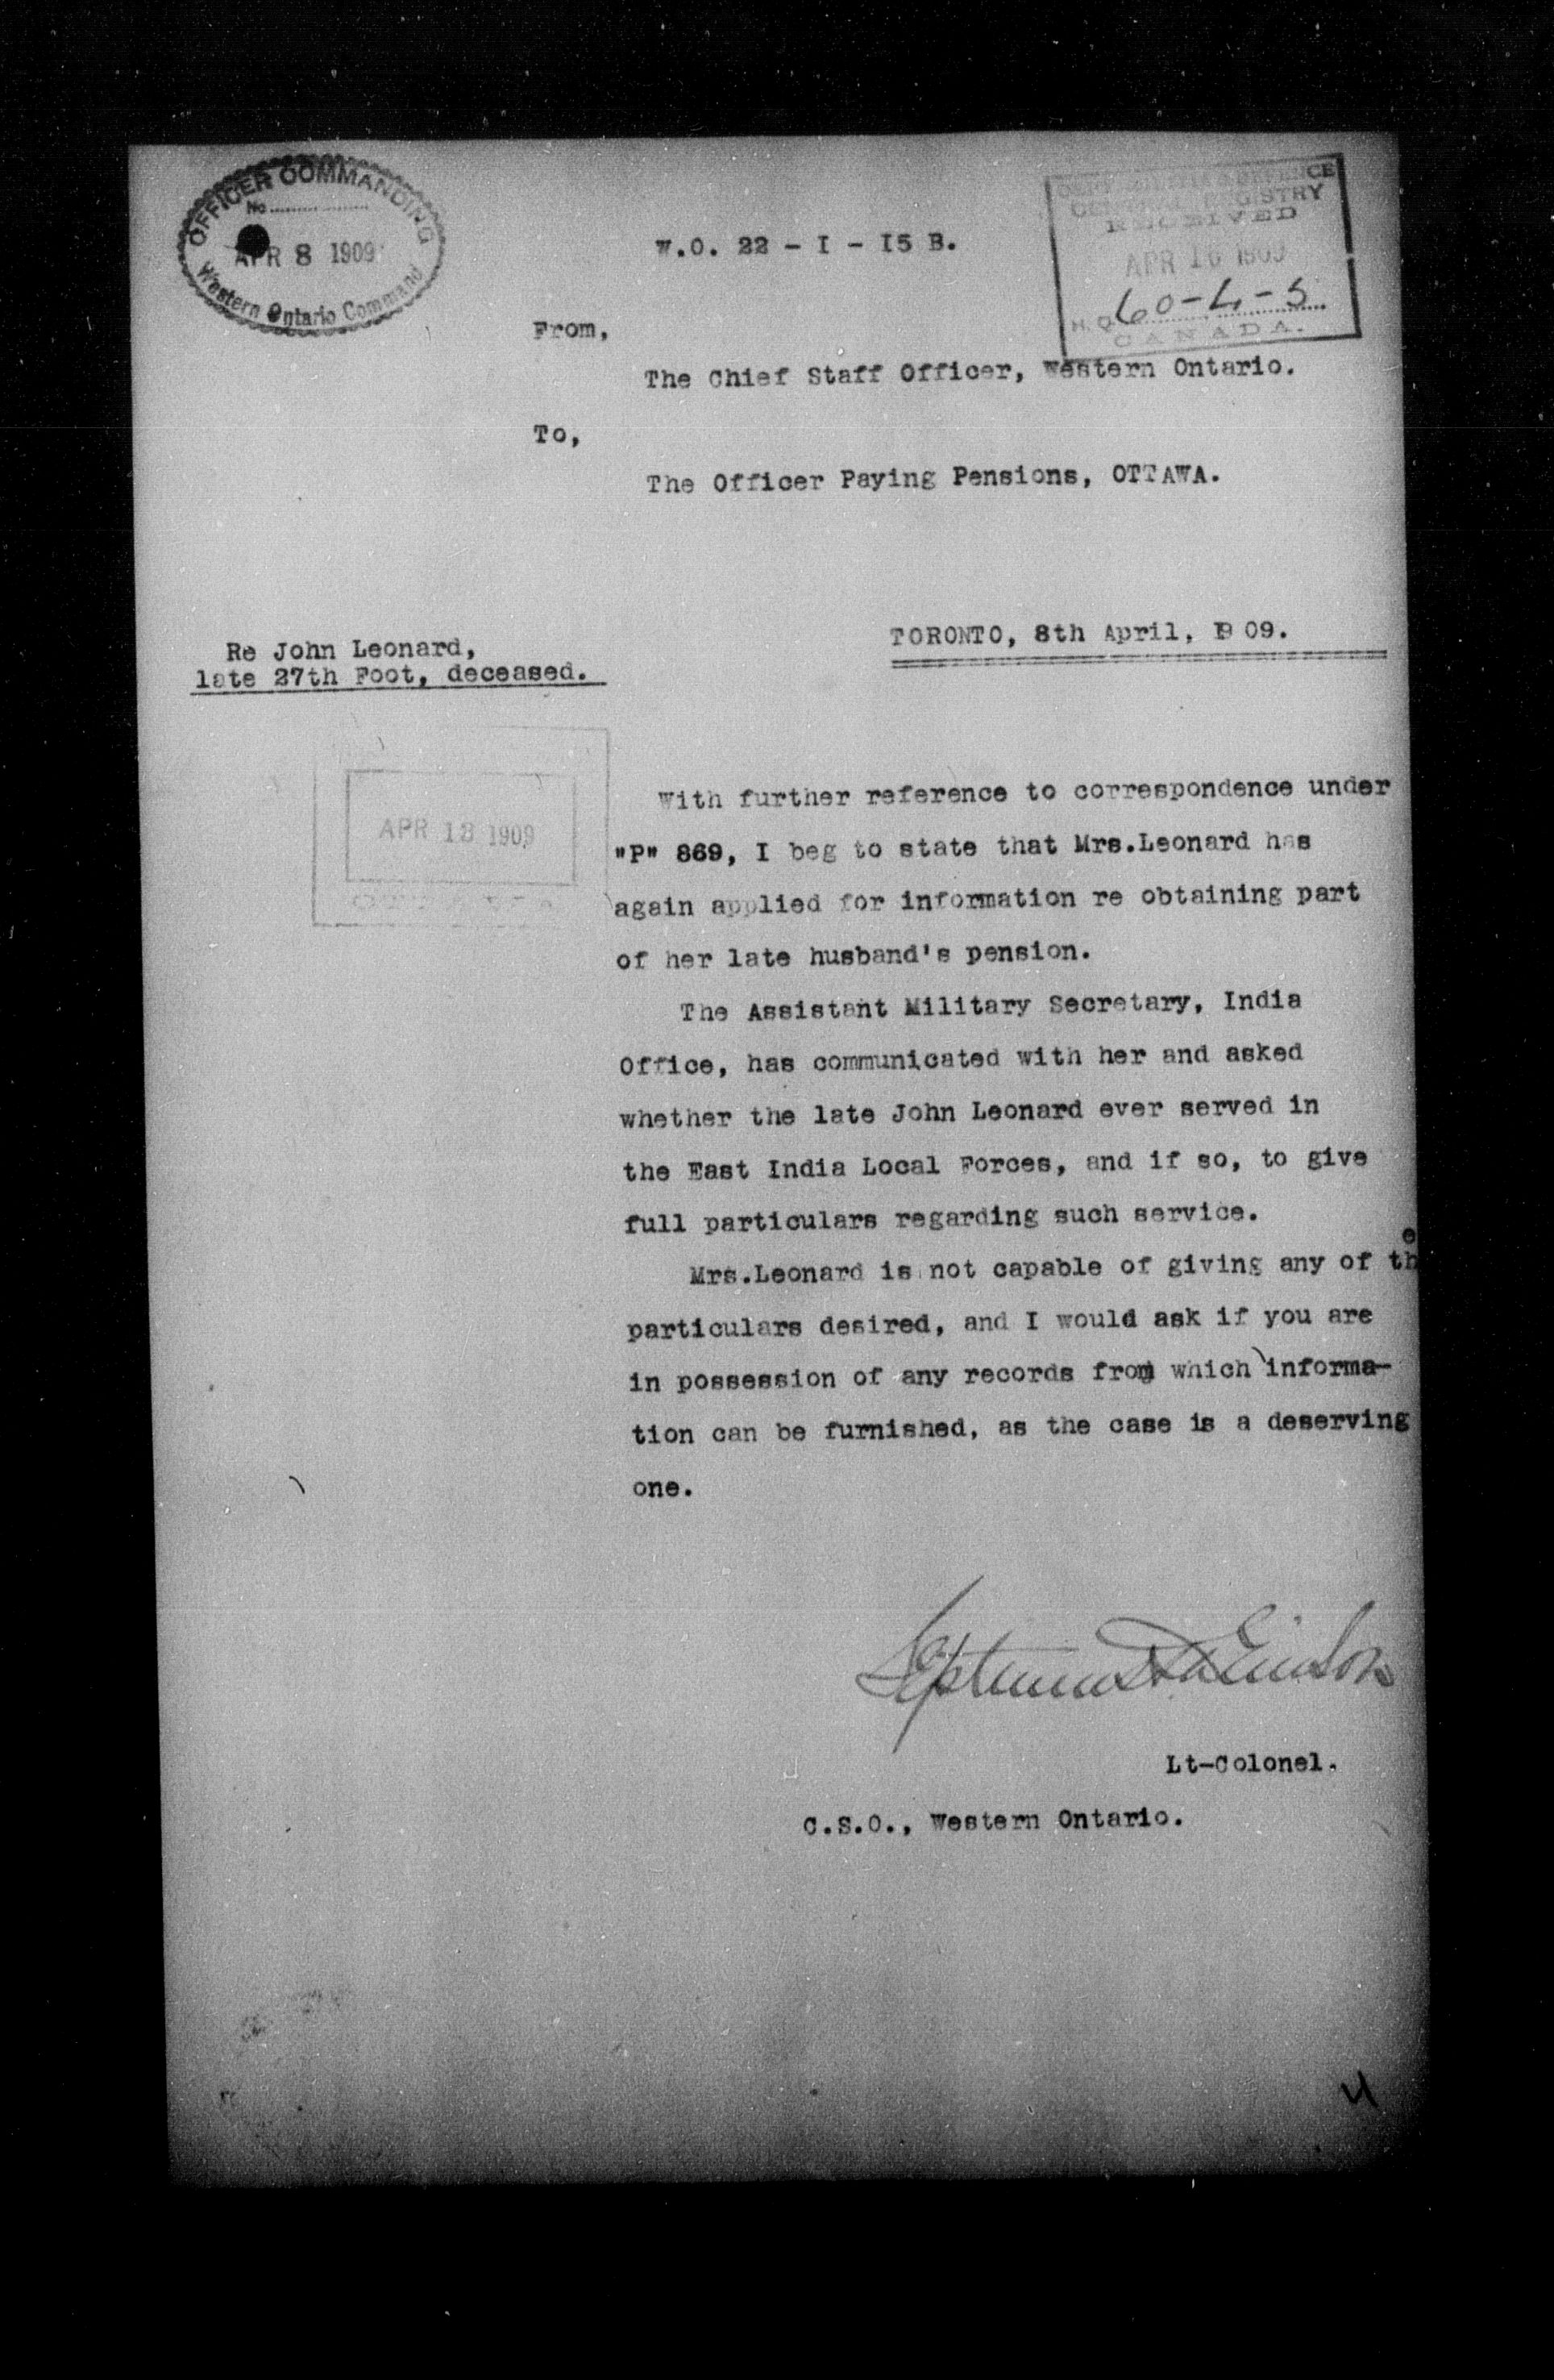 OFFICER COMMANDING
No
APR 8 1909
Western Ontario Command
GENERAL REGISTRY
RECEIVED
APR 10 1909
H.Q. 60-L-5
CANADA.
W.O. 22 - I - I5 B.
From,
The Chief Staff Officer, Western Ontario.
To,
The Officer Paying Pensions, OTTAWA.
TORONTO, 8th April, 1909.
Re John Leonard,
late 27th Foot, deceased.
APR 13 1909
OTTAWA
With further reference to correspondence under
"P" 869, I beg to state that Mrs.Leonard has
again applied for information re obtaining part
of her late husband's pension.
The Assistant Military Secretary, India
Office, has communicated with her and asked
whether the late John Leonard ever served in
the East India Local Forces, and if so, to give
full particulars regarding such service.
Mrs.Leonard is not capable of giving any of the
particulars desired, and I would ask if you are
in possession of any records from which informa-
tion can be furnished, as the case is a deserving
one.
Lt-Colonel.
C.S.O., Western Ontario.